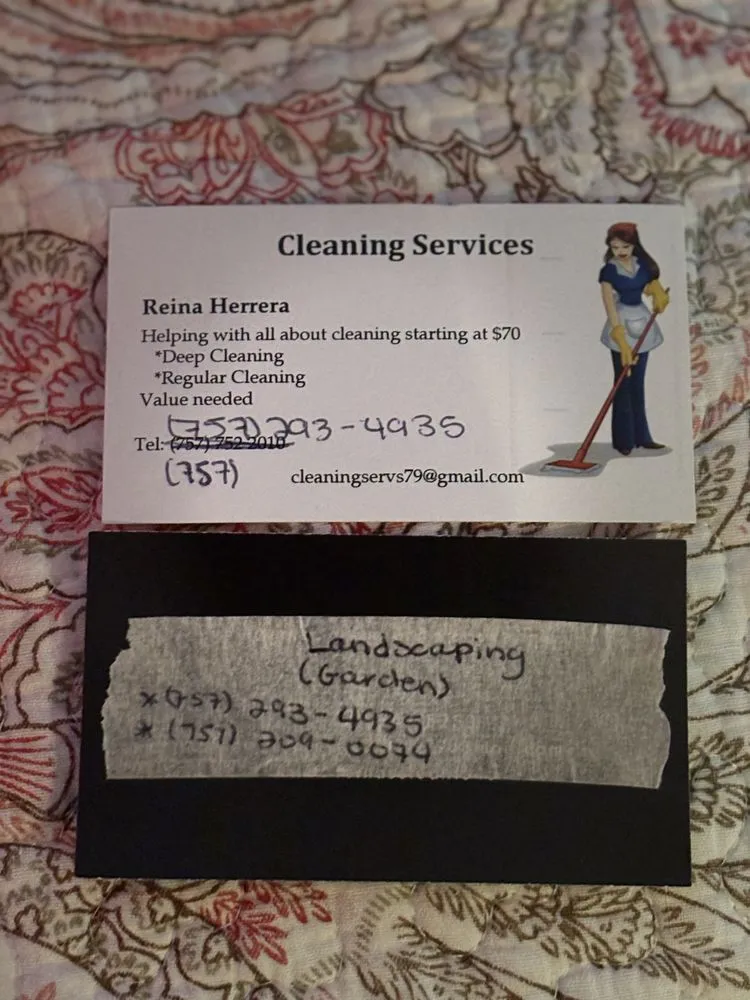 Cleaning Services
Reina Herrera
Helping with all about cleaning starting at $70
*Deep Cleaning
*Regular Cleaning
Value needed
(757) 293-4935
Tel: (757) 752 2010
(757)
cleaningservs79@gmail.com
Landscaping
(Garden)
* (757) 293-4935
* (757) 209-0074